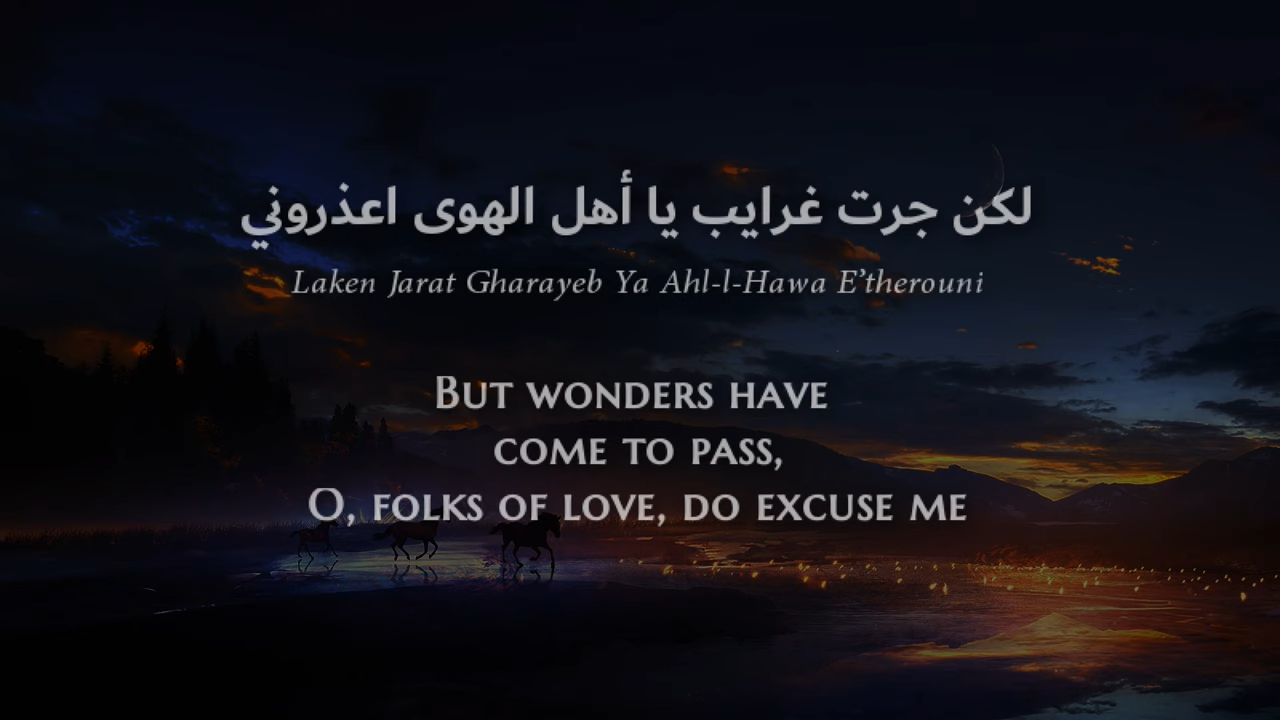 لكن جرت غرايب يا أهل الهوى اعذروني
Laken Jarat Gharayeb Ya Ahl-l-Hawa E’therouni
But wonders have
come to pass,
O, folks of love, do excuse me